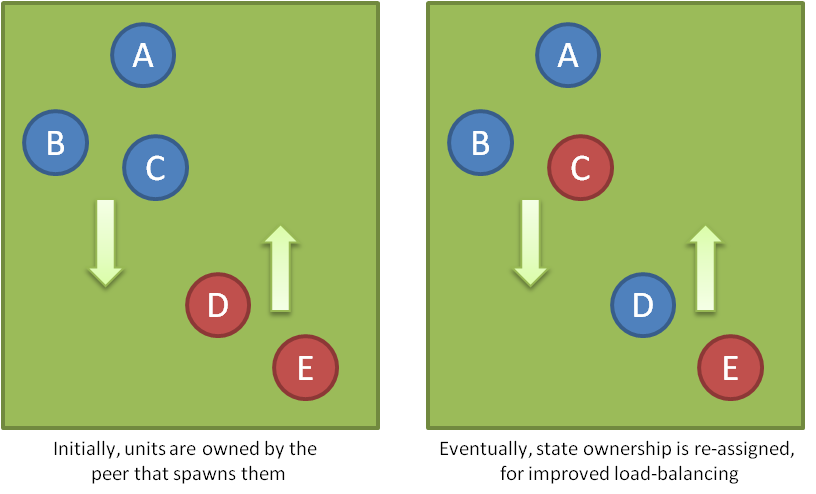 A
B
C
D
E
Initially, units are owned by the
peer that spawns them
A
B
C
D
E
Eventually, state ownership is re-assigned,
for improved load-balancing